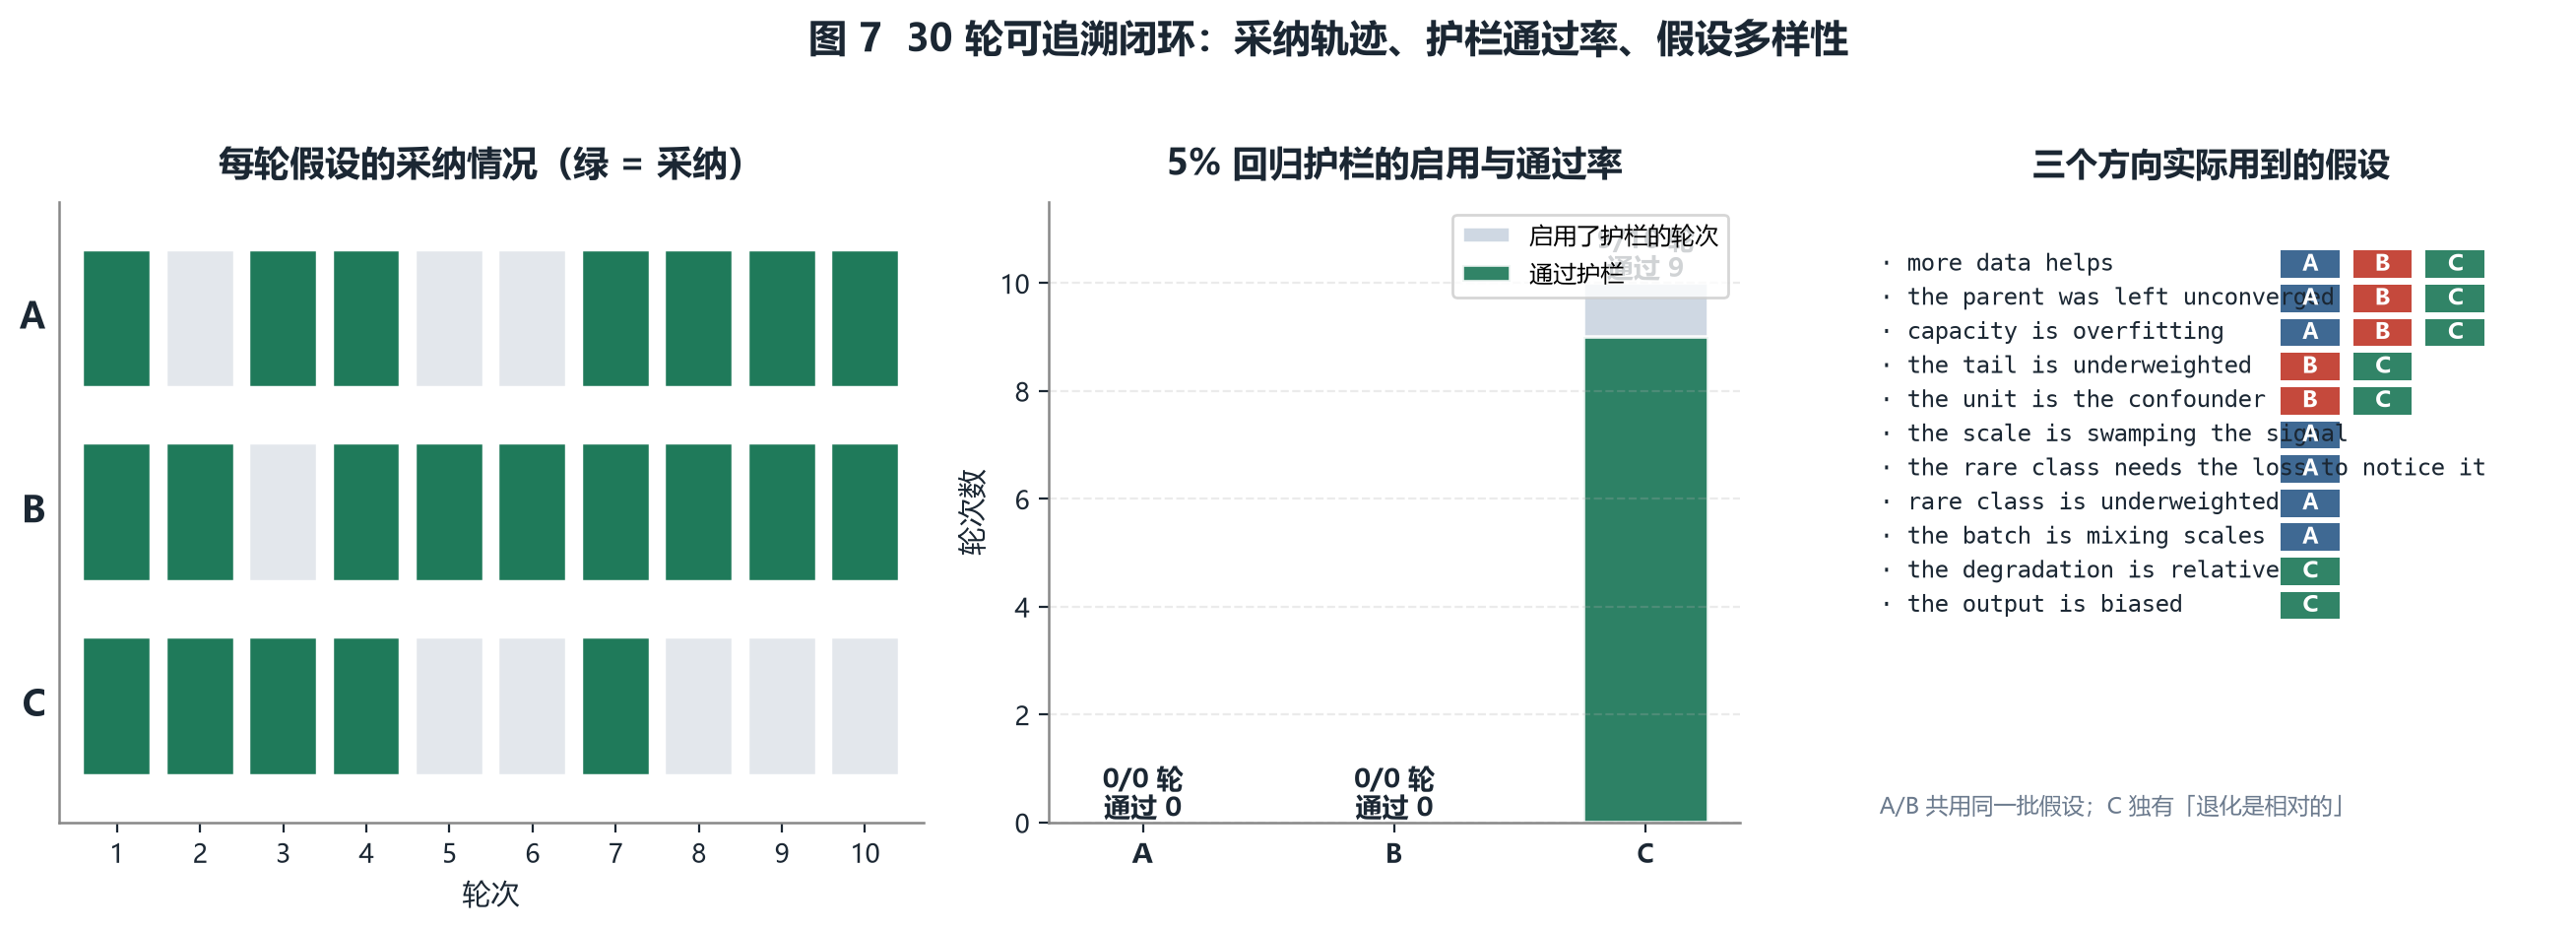 图 7 30 轮可追溯闭环：采纳轨迹、护栏通过率、假设多样性
每轮假设的采纳情况（绿 = 采纳）
A
B
C
1 2 3 4 5 6 7 8 9 10
轮次
5% 回归护栏的启用与通过率
启用了护栏的轮次
通过护栏
通过 9
轮次数
10
8
6
4
2
0
0/0 轮
通过 0
0/0 轮
通过 0
A B C
三个方向实际用到的假设
· more data helps A B C
· the parent was left unconverged A B C
· capacity is overfitting A B C
· the tail is underweighted B C
· the unit is the confounder B C
· the scale is swamping the signal A
· the rare class needs the loss to notice it A
· rare class is underweighted A
· the batch is mixing scales A
· the degradation is relative C
· the output is biased C
A/B 共用同一批假设；C 独有「退化是相对的」